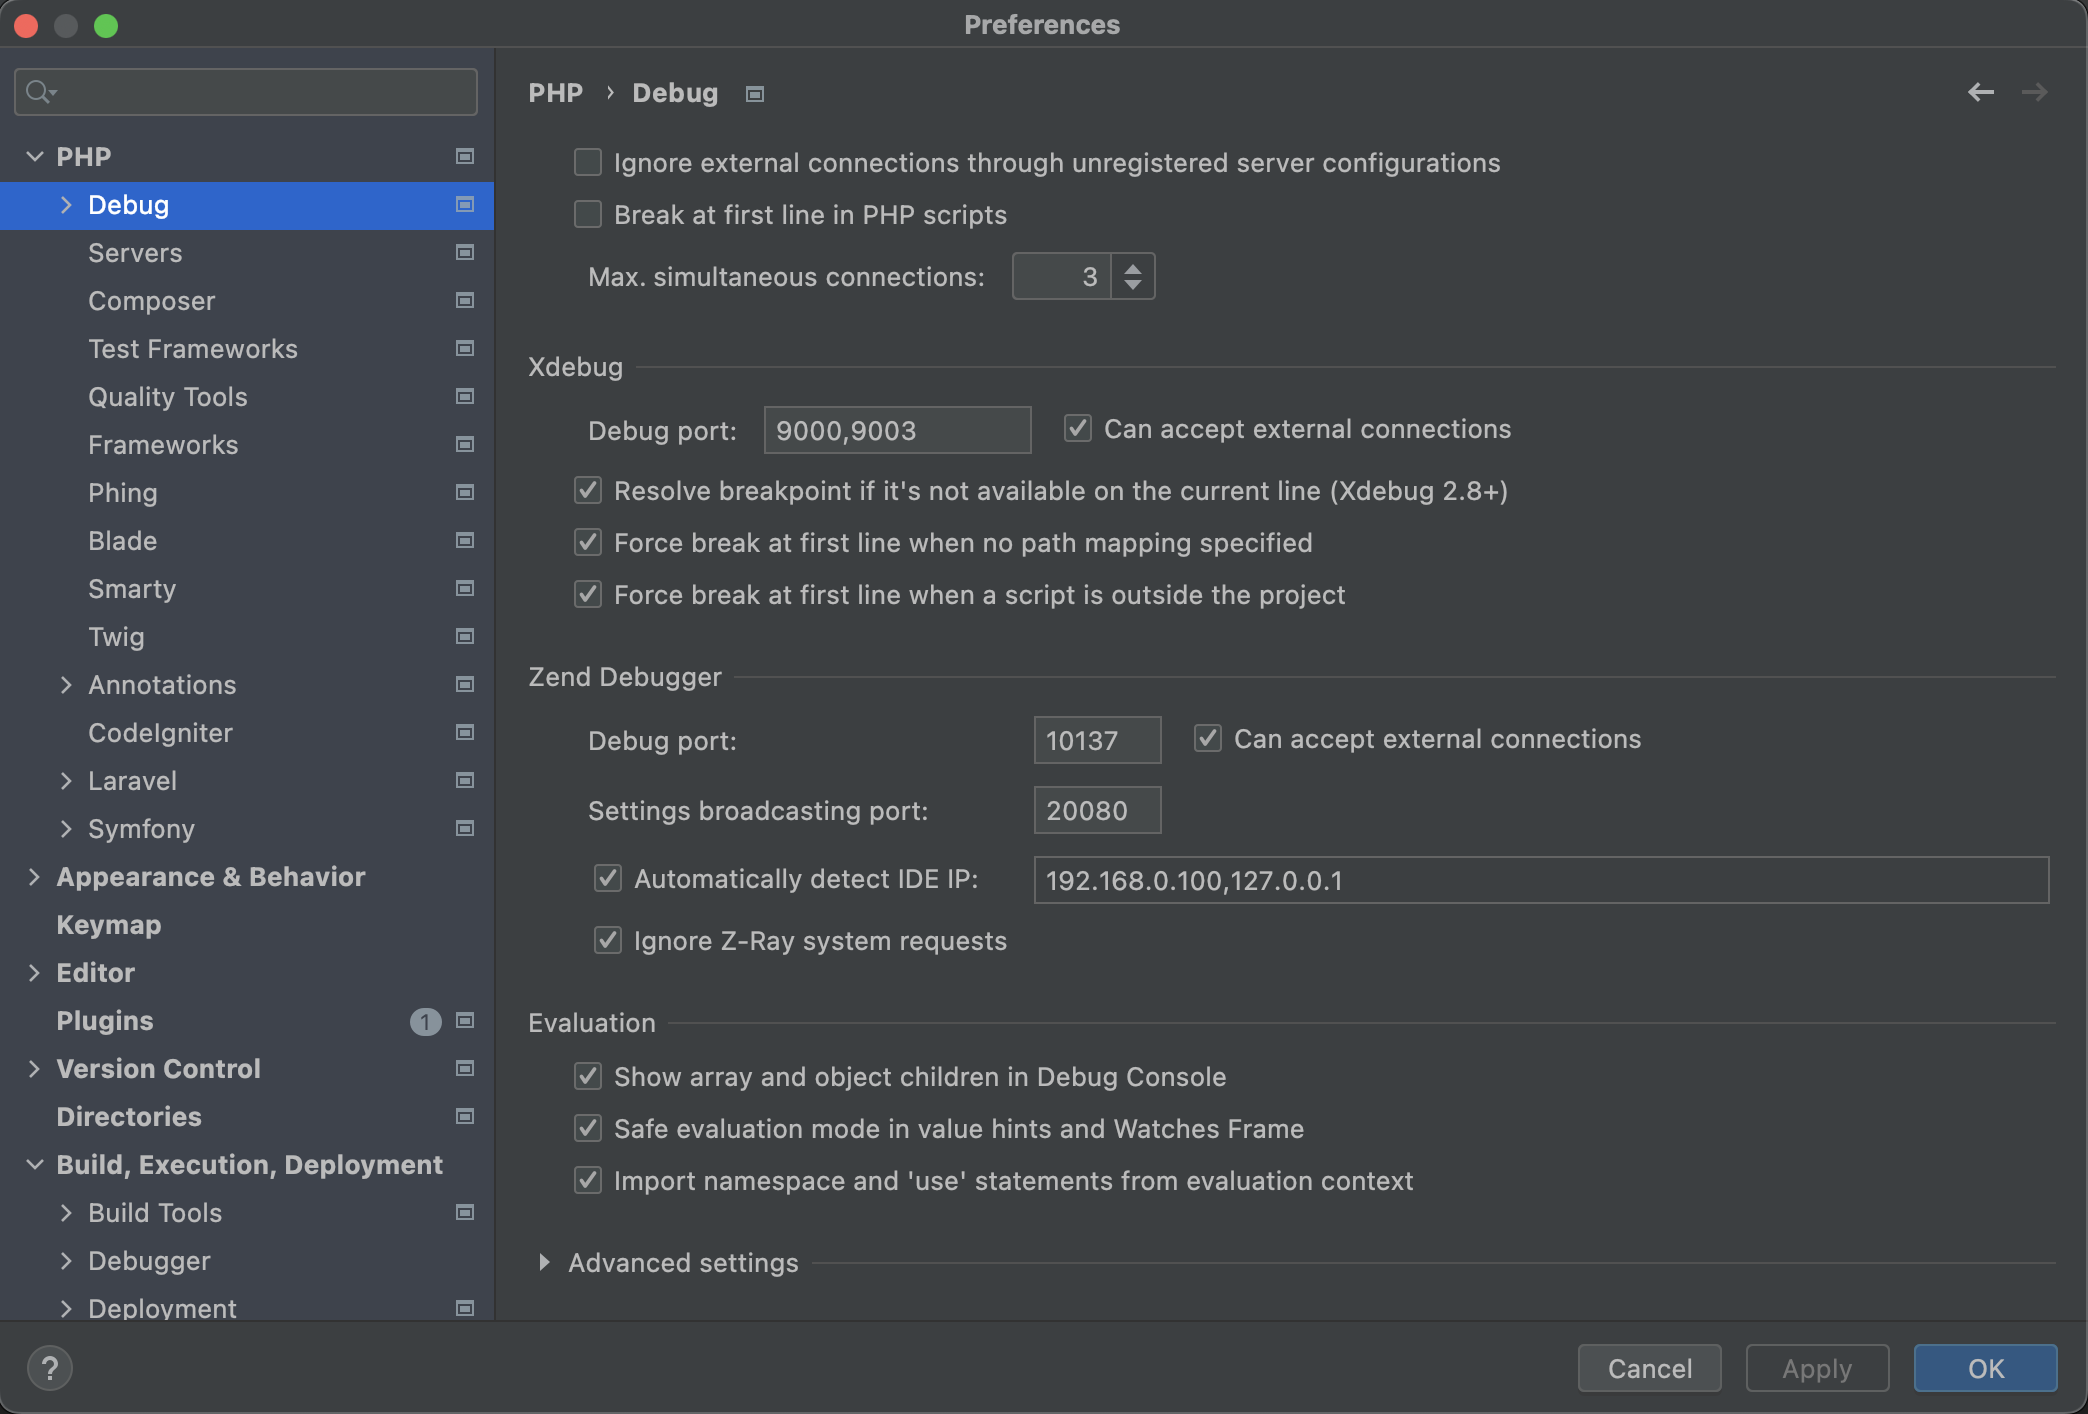 Preferences
PHP
Debug
Servers
Composer
Test Frameworks
Quality Tools
Frameworks
Phing
Blade
Smarty
Twig
Annotations
CodeIgniter
Laravel
Symfony
Appearance & Behavior
Keymap
Editor
Plugins 1
Version Control
Directories
Build, Execution, Deployment
Build Tools
Debugger
Deployment
PHP › Debug
Ignore external connections through unregistered server configurations
Break at first line in PHP scripts
Max. simultaneous connections: 3
Xdebug
Debug port: 9000,9003 Can accept external connections
Resolve breakpoint if it's not available on the current line (Xdebug 2.8+)
Force break at first line when no path mapping specified
Force break at first line when a script is outside the project
Zend Debugger
Debug port: 10137 Can accept external connections
Settings broadcasting port: 20080
Automatically detect IDE IP: 192.168.0.100,127.0.0.1
Ignore Z-Ray system requests
Evaluation
Show array and object children in Debug Console
Safe evaluation mode in value hints and Watches Frame
Import namespace and 'use' statements from evaluation context
Advanced settings
? Cancel Apply OK